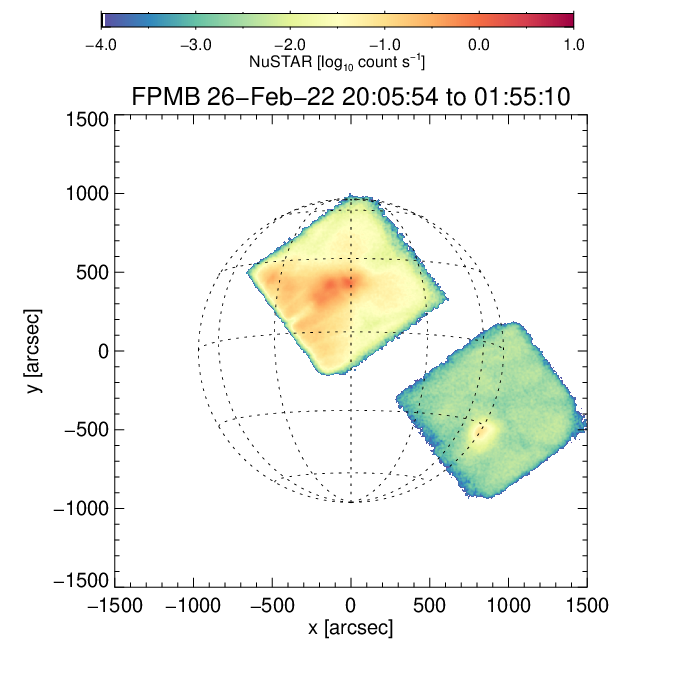 −4.0 −3.0 −2.0 −1.0 0.0 1.0
NuSTAR [log₁₀ count s⁻¹]
FPMB 26−Feb−22 20:05:54 to 01:55:10
1500
1000
500
0
−500
−1000
−1500
y [arcsec]
−1500 −1000 −500 0 500 1000 1500
x [arcsec]